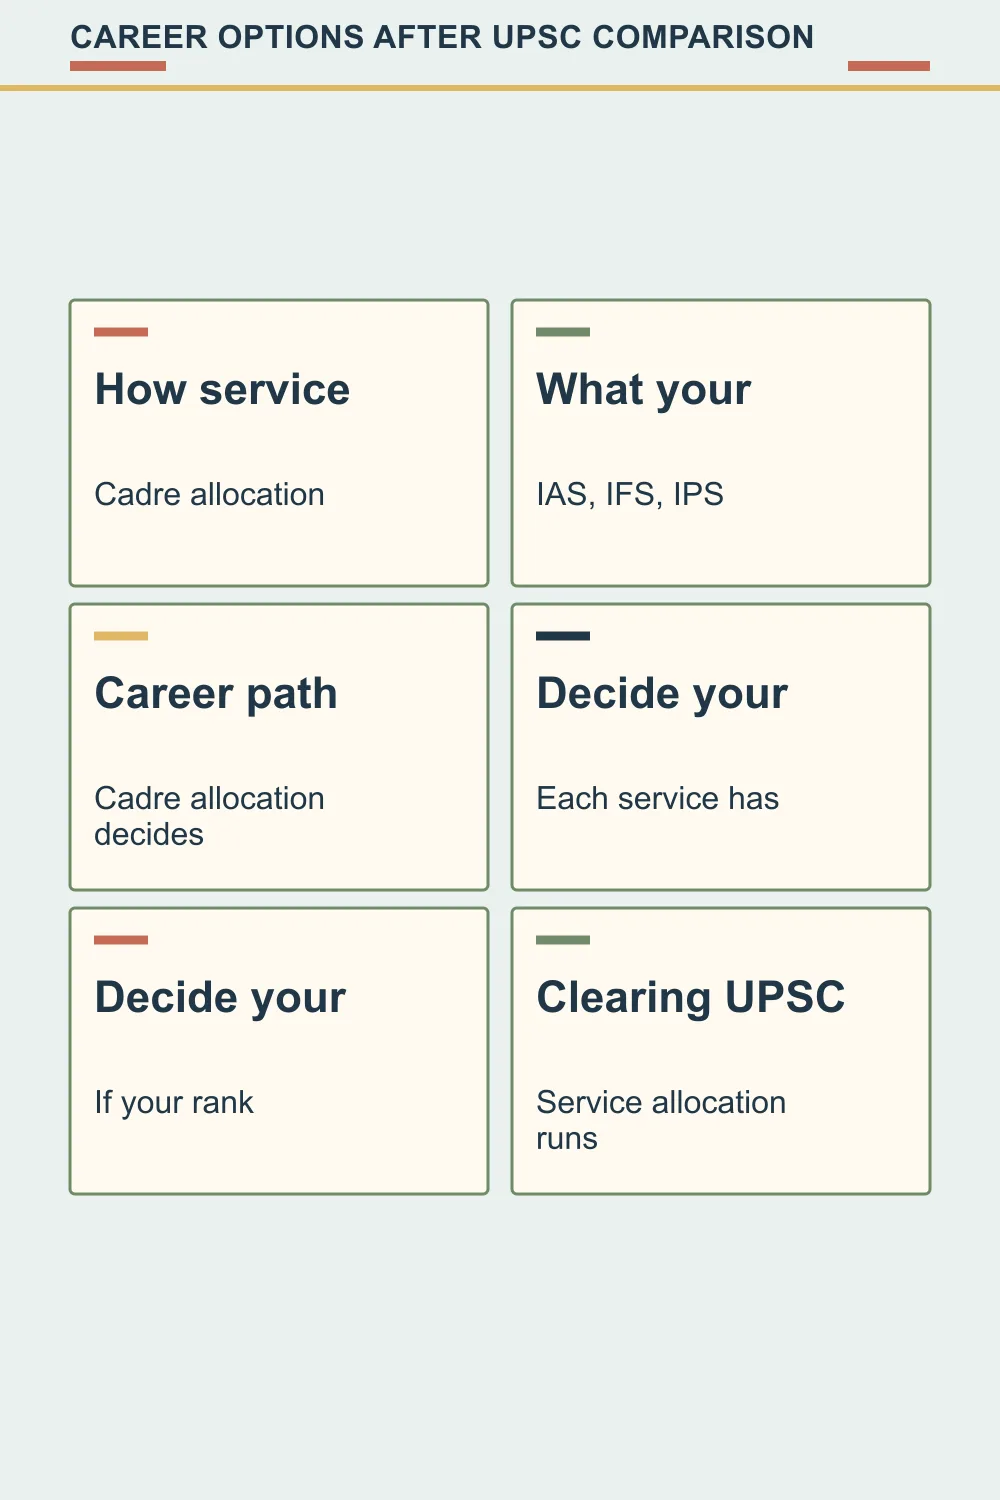 CAREER OPTIONS AFTER UPSC COMPARISON
How service
Cadre allocation
What your
IAS, IFS, IPS
Career path
Cadre allocation
decides
Decide your
Each service has
Decide your
If your rank
Clearing UPSC
Service allocation
runs